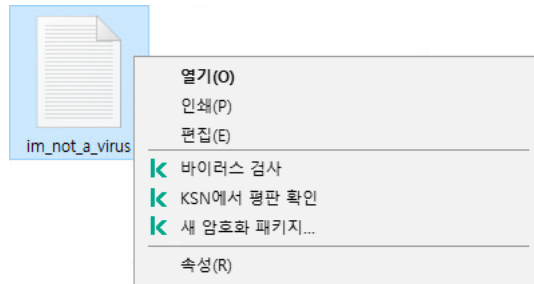 im_not_a_virus
열기(O)
인쇄(P)
편집(E)
바이러스 검사
KSN에서 평판 확인
새 암호화 패키지...
속성(R)